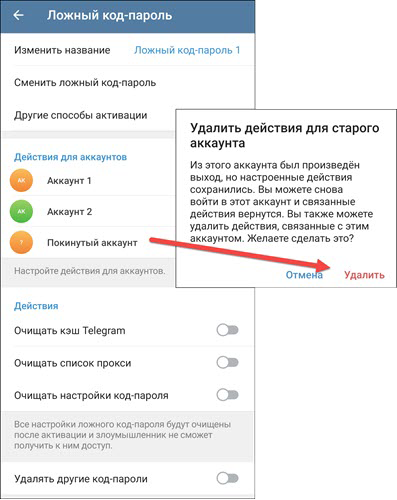 Ложный код-пароль
Изменить название
Ложный код-пароль 1
Сменить ложный код-пароль
Другие способы активации
Действия для аккаунтов
АК
Аккаунт 1
АК
Аккаунт 2
?
Покинутый аккаунт
Настройте действия для аккаунтов.
Удалить действия для старого
аккаунта
Из этого аккаунта был произведён
выход, но настроенные действия
сохранились. Вы можете снова
войти в этот аккаунт и связанные
действия вернутся. Вы также можете
удалить действия, связанные с этим
аккаунтом. Желаете сделать это?
Отмена
Удалить
Действия
Очищать кэш Telegram
Очищать список прокси
Очищать настройки код-пароля
Все настройки ложного код-пароля будут очищены
после активации и злоумышленник не сможет
получить к ним доступ.
Удалять другие код-пароли